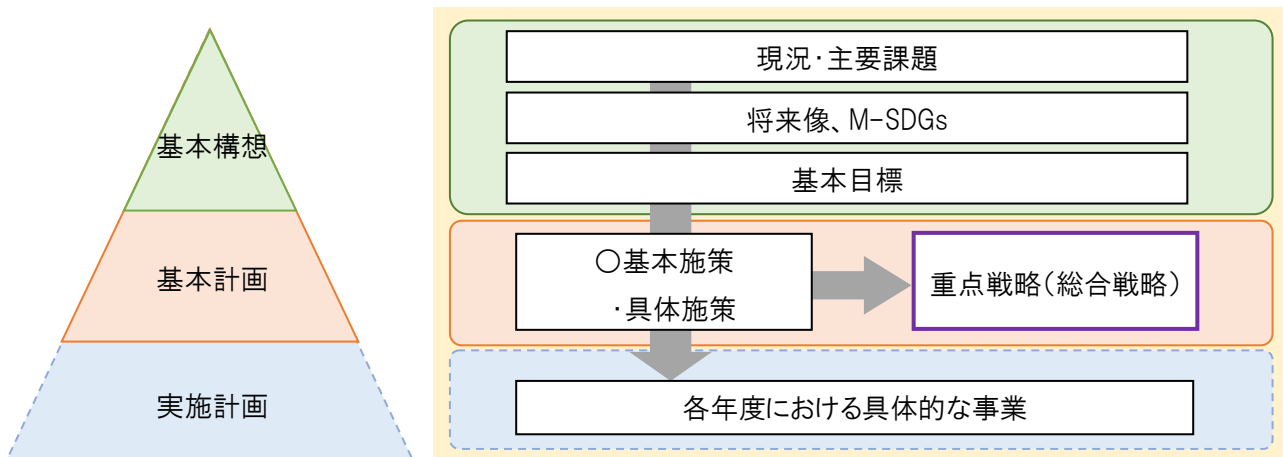 基本構想
基本計画
実施計画
現況・主要課題
将来像、M-SDGs
基本目標
〇基本施策
・具体施策
重点戦略（総合戦略）
各年度における具体的な事業